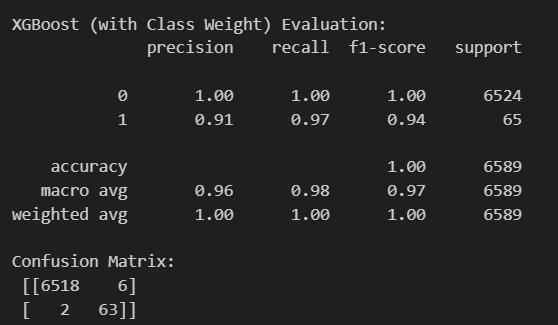 XGBoost (with Class Weight) Evaluation:
precision recall f1-score support
0 1.00 1.00 1.00 6524
1 0.91 0.97 0.94 65
accuracy 1.00 6589
macro avg 0.96 0.98 0.97 6589
weighted avg 1.00 1.00 1.00 6589
Confusion Matrix:
[[6518 6]
[ 2 63]]